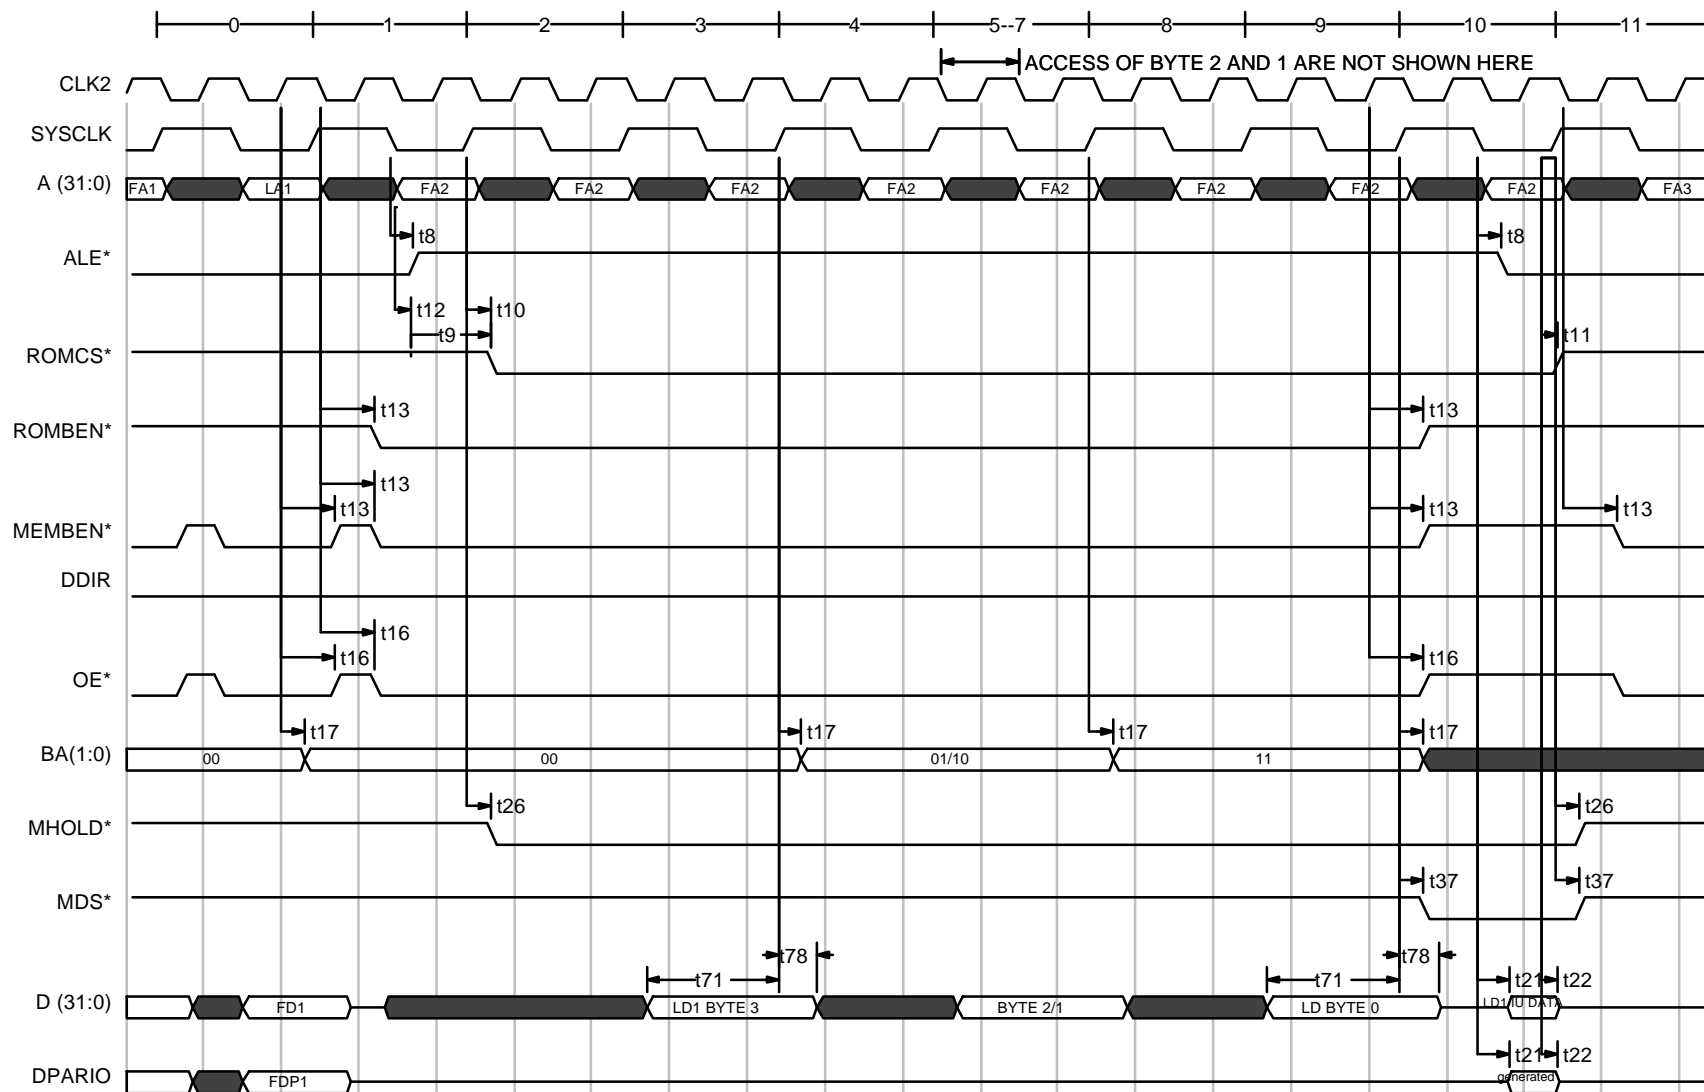 0 1 2 3 4 5--7 8 9 10 11
ACCESS OF BYTE 2 AND 1 ARE NOT SHOWN HERE
CLK2
SYSCLK
A (31:0) FA1 LA1 FA2 FA2 FA2 FA2 FA2 FA2 FA2 FA2 FA3
t8 t8
ALE*
t12 t10
t9 t11
ROMCS*
t13 t13
ROMBEN*
t13
t13 t13 t13
MEMBEN*
DDIR
t16
t16 t16
OE*
t17 t17 t17 t17
BA(1:0) 00 00 01/10 11
t26 t26
MHOLD*
t37 t37
MDS*
t78 t78
t71 t71 t21 t22
D (31:0) FD1 LD1 BYTE 3 BYTE 2/1 LD BYTE 0 LD1 IU DATA
t21 t22
DPARIO FDP1 generated